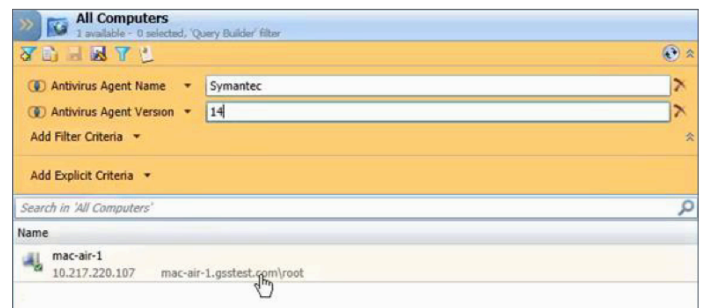 All Computers
1 available - 0 selected, 'Query Builder' filter
Antivirus Agent Name Symantec
Antivirus Agent Version 14
Add Filter Criteria
Add Explicit Criteria
Search in 'All Computers'
Name
mac-air-1
10.217.220.107 mac-air-1.gsstest.com\root